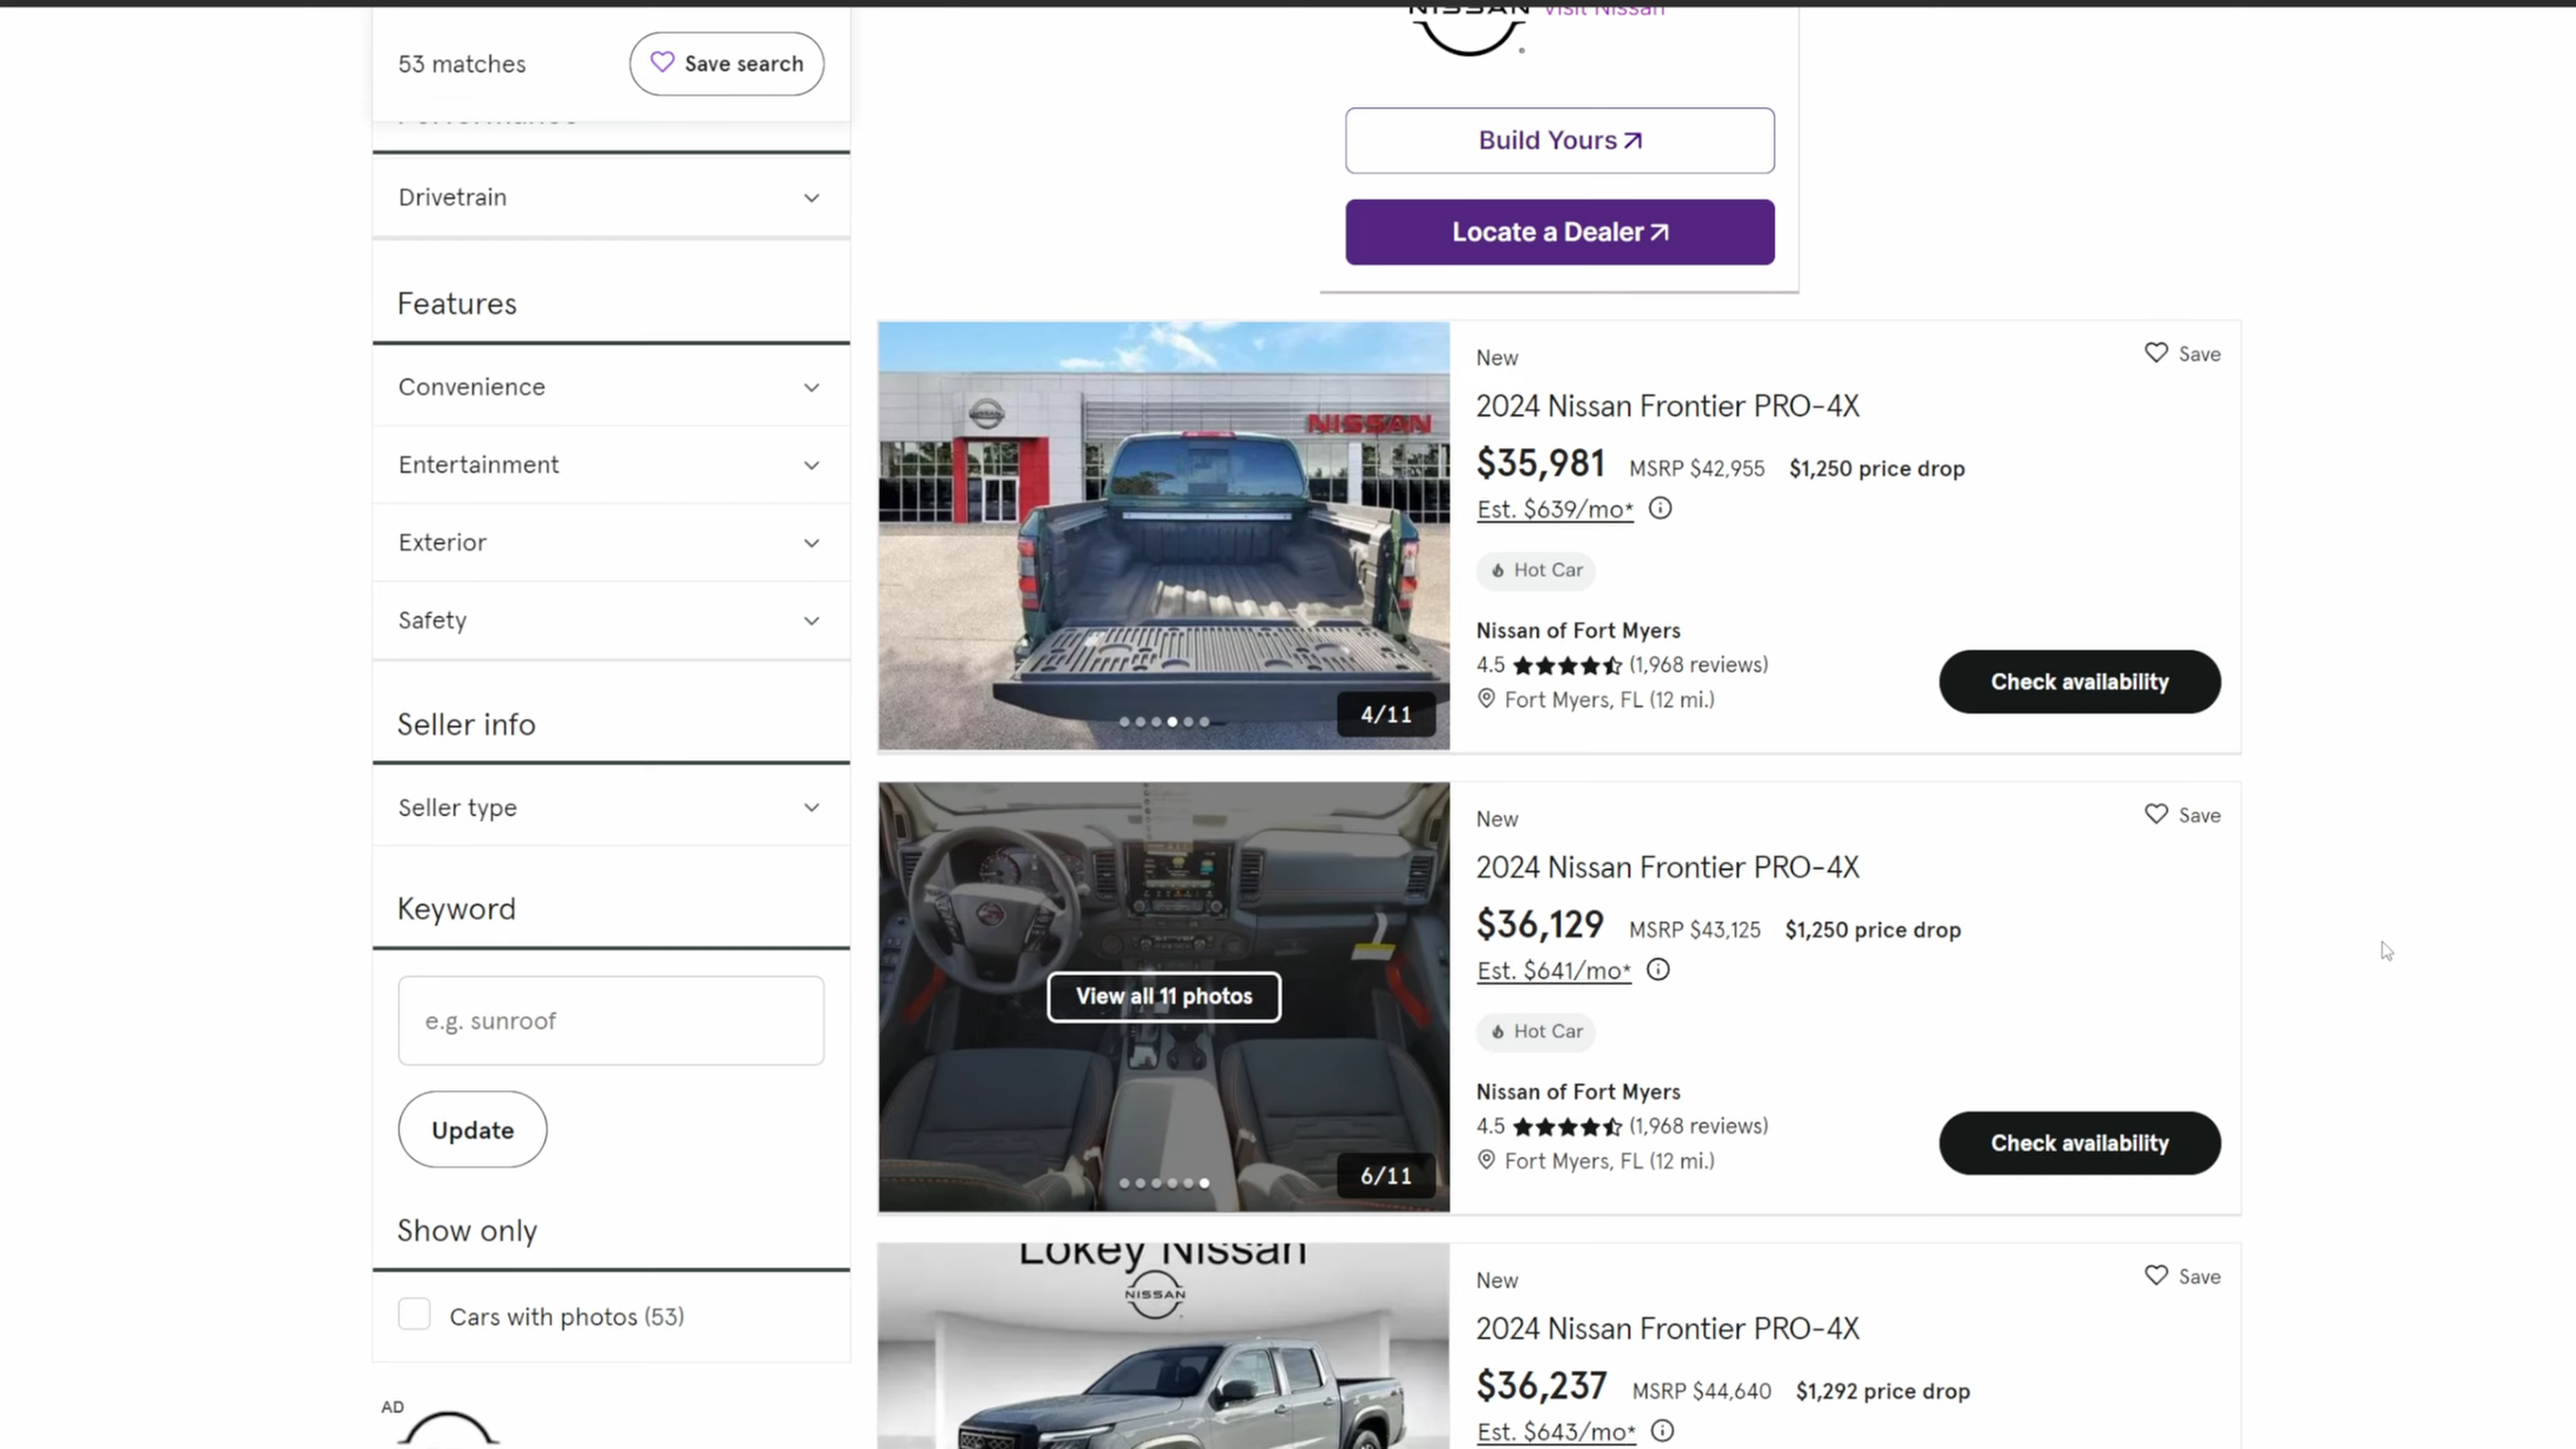 NISSAN Visit Nissan
53 matches
Save search
Build Yours
Locate a Dealer
Drivetrain
Features
Convenience
Entertainment
Exterior
Safety
Seller info
Seller type
Keyword
e.g. sunroof
Update
Show only
Cars with photos (53)
AD
NISSAN
4/11
New
Save
2024 Nissan Frontier PRO-4X
$35,981 MSRP $42,955 $1,250 price drop
Est. $639/mo*
Hot Car
Nissan of Fort Myers
4.5 (1,968 reviews)
Fort Myers, FL (12 mi.)
Check availability
View all 11 photos
6/11
New
Save
2024 Nissan Frontier PRO-4X
$36,129 MSRP $43,125 $1,250 price drop
Est. $641/mo*
Hot Car
Nissan of Fort Myers
4.5 (1,968 reviews)
Fort Myers, FL (12 mi.)
Check availability
Lokey Nissan
NISSAN
New
Save
2024 Nissan Frontier PRO-4X
$36,237 MSRP $44,640 $1,292 price drop
Est. $643/mo*